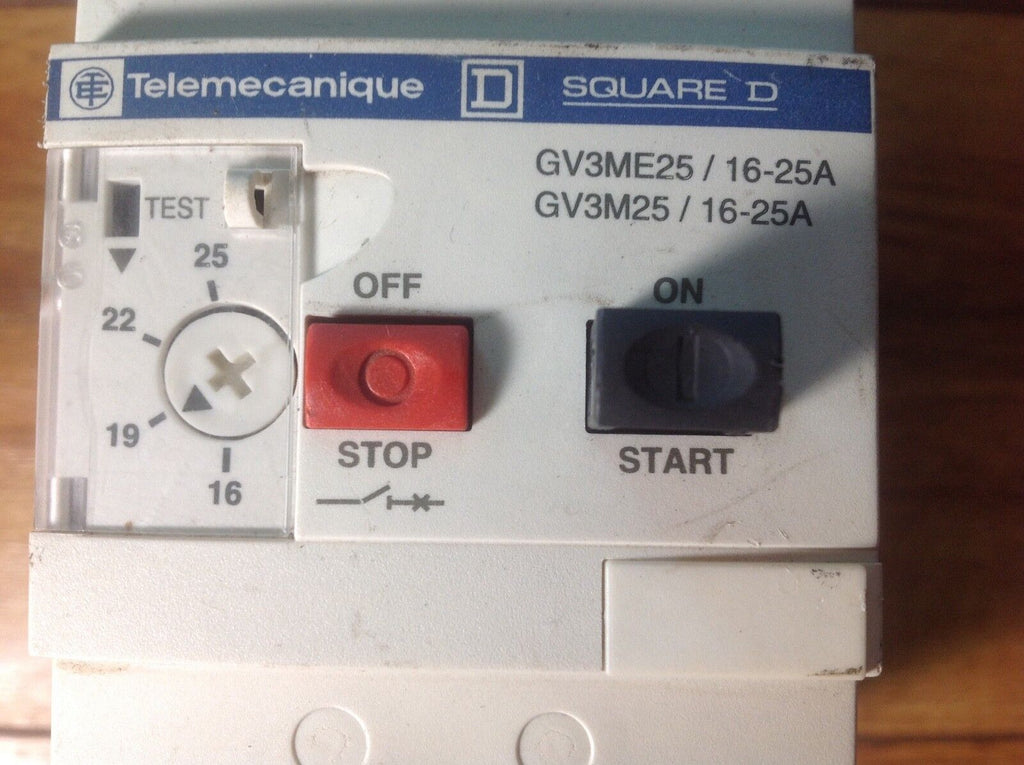 Telemecanique D SQUARE D
GV3ME25 / 16-25A
GV3M25 / 16-25A
TEST
25
22
19
16
OFF
STOP
ON
START